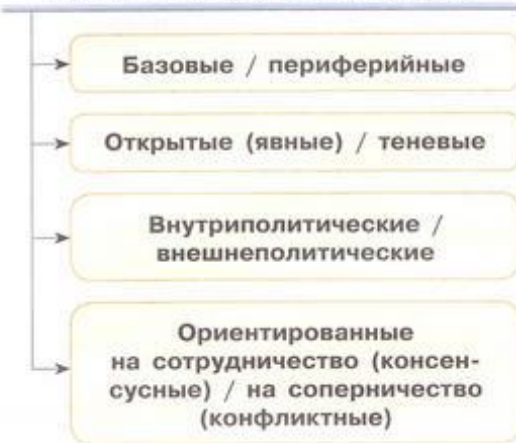 Базовые / периферийные
Открытые (явные) / теневые
Внутриполитические /
внешнеполитические
Ориентированные
на сотрудничество (консен-
сусные) / на соперничество
(конфликтные)